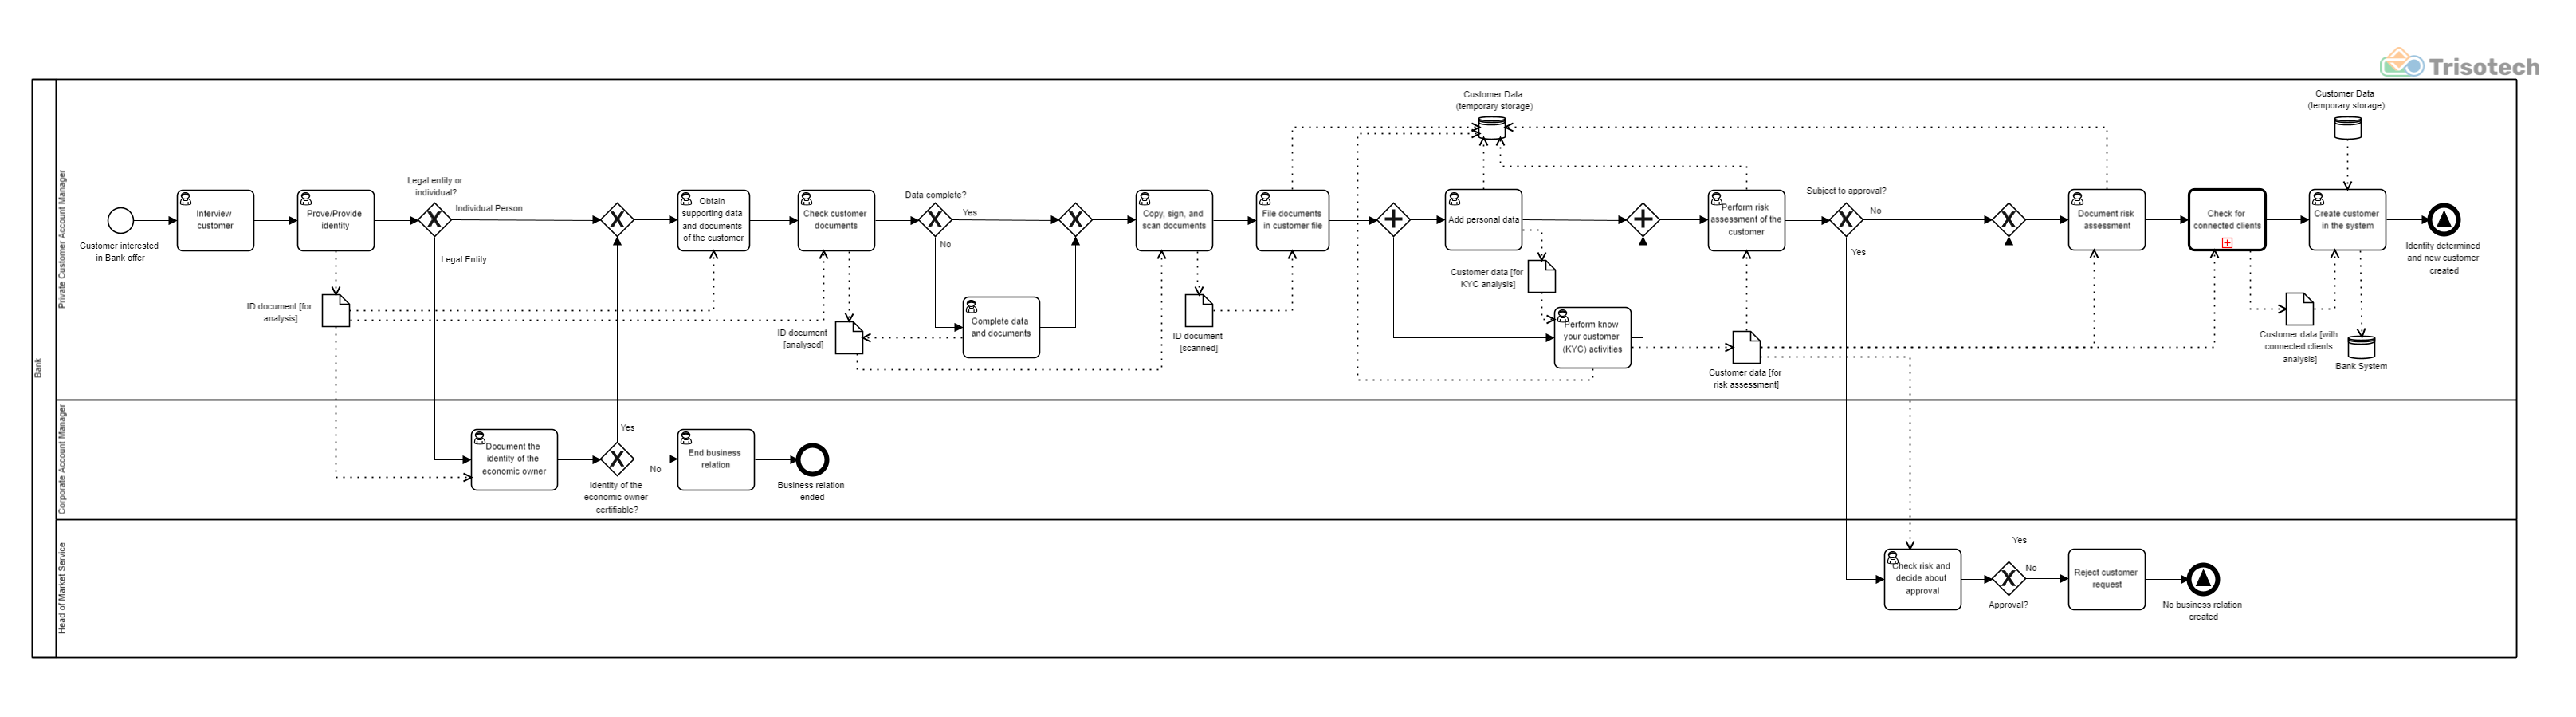 Trisotech
Bank
Private Customer Account Manager
Customer interested
in Bank offer
Interview
customer
Prove/Provide
identity
ID document [for
analysis]
Legal entity or
individual?
Individual Person
Legal Entity
Obtain
supporting data
and documents
of the customer
Check customer
documents
ID document
[analysed]
Data complete?
Yes
No
Complete data
and documents
Copy, sign, and
scan documents
ID document
[scanned]
File documents
in customer file
Customer Data
(temporary storage)
Add personal data
Customer data [for
KYC analysis]
Perform know
your customer
(KYC) activities
Perform risk
assessment of the
customer
Customer data [for
risk assessment]
Subject to approval?
No
Yes
Document risk
assessment
Check for
connected clients
Customer data [with
connected clients
analysis]
Customer Data
(temporary storage)
Create customer
in the system
Bank System
Identity determined
and new customer
created
Corporate Account Manager
Document the
identity of the
economic owner
Yes
No
Identity of the
economic owner
certifiable?
End business
relation
Business relation
ended
Head of Market Service
Check risk and
decide about
approval
Yes
No
Approval?
Reject customer
request
No business relation
created